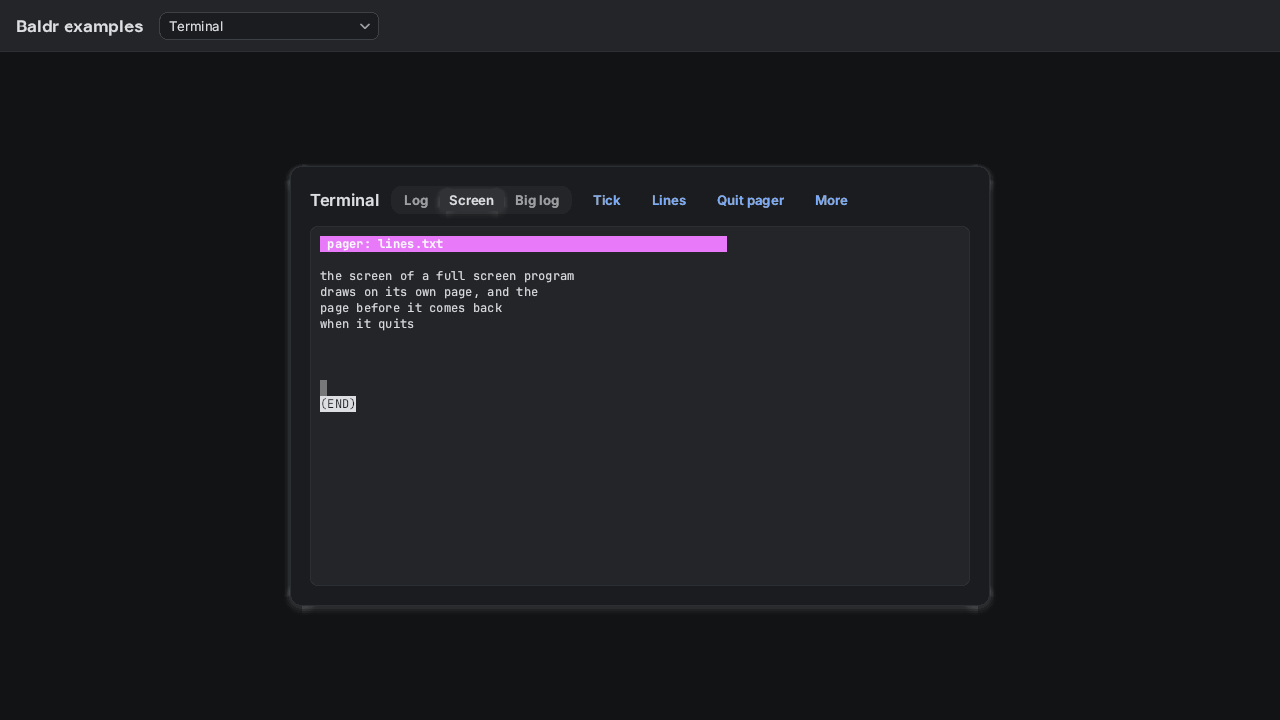 Baldr examples Terminal
Terminal Log Screen Big log Tick Lines Quit pager More
pager: lines.txt
the screen of a full screen program
draws on its own page, and the
page before it comes back
when it quits
(END)